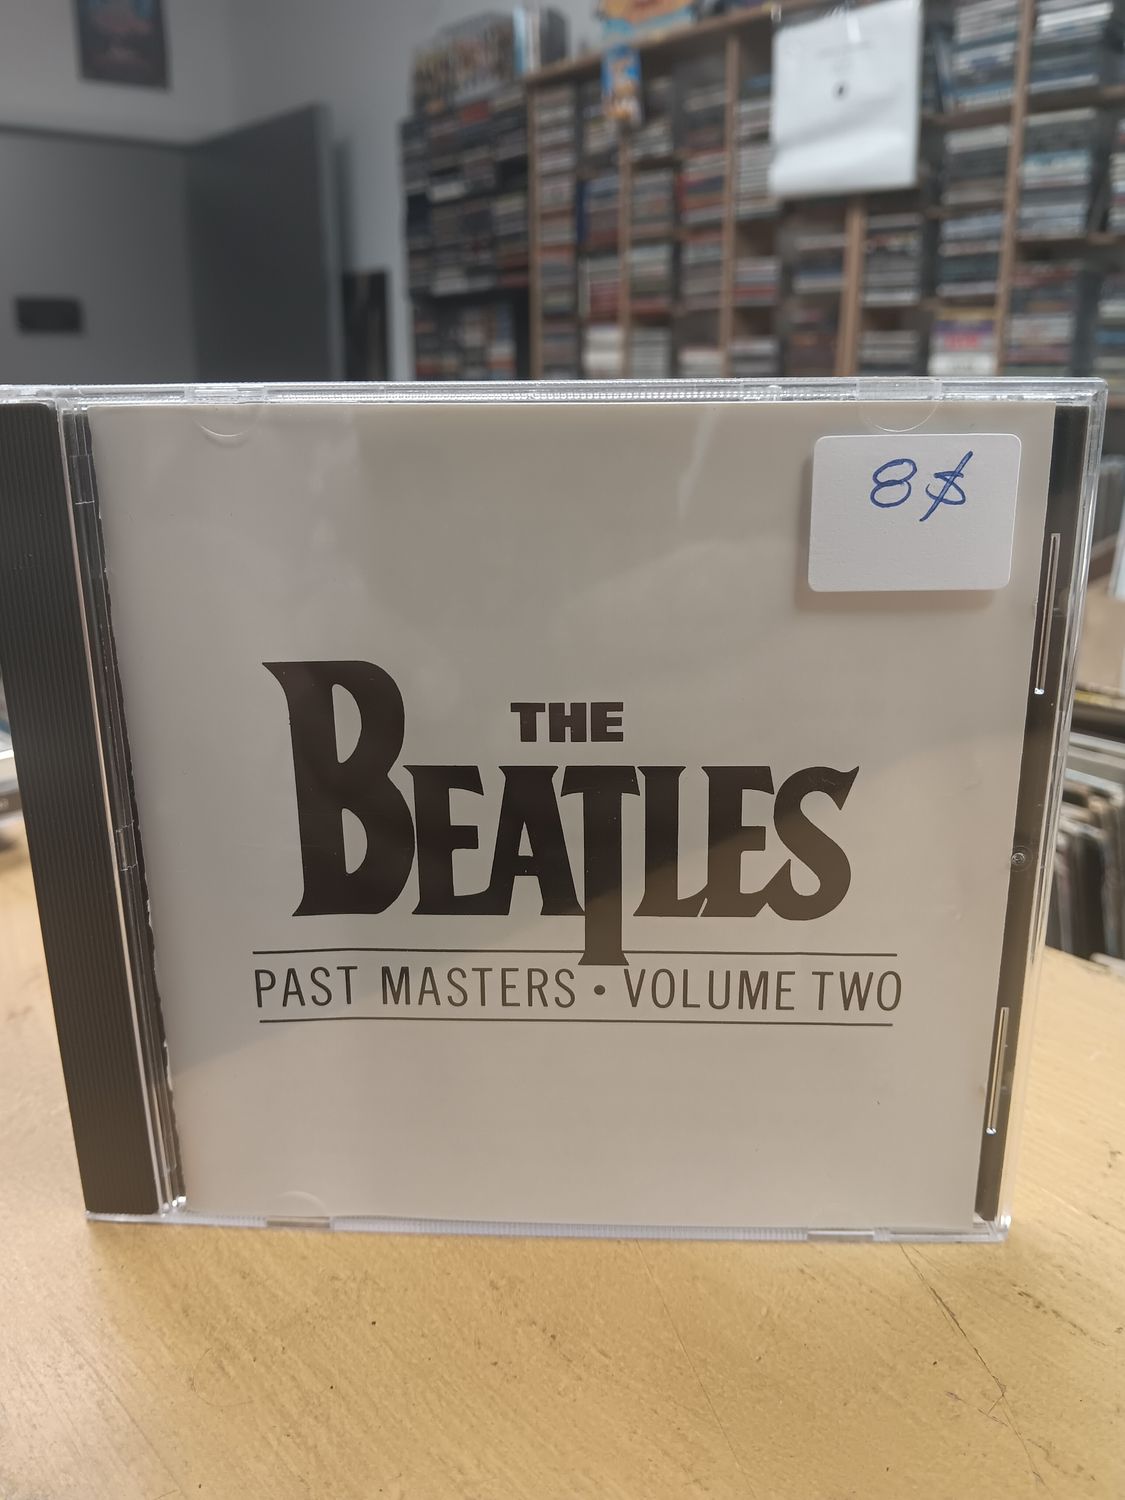 8$
THE
BEATLES
PAST MASTERS • VOLUME TWO